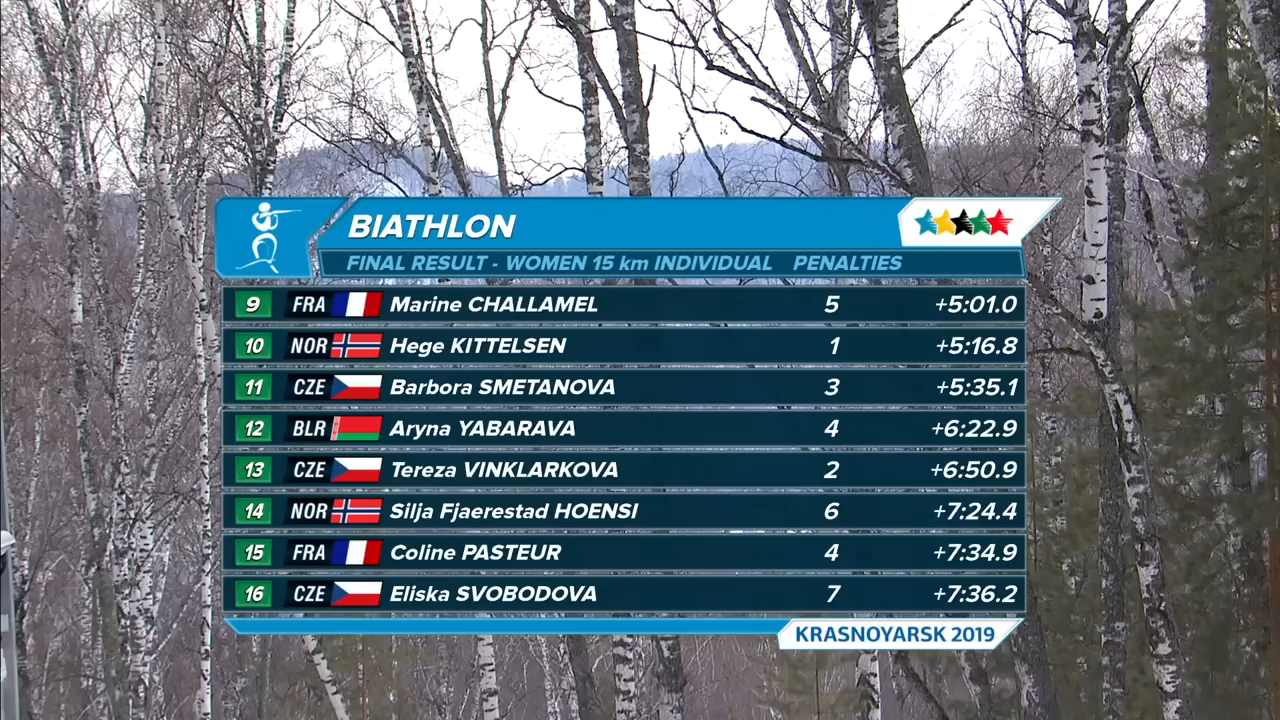 BIATHLON
FINAL RESULT - WOMEN 15 km INDIVIDUAL PENALTIES
9 FRA Marine CHALLAMEL 5 +5:01.0
10 NOR Hege KITTELSEN 1 +5:16.8
11 CZE Barbora SMETANOVA 3 +5:35.1
12 BLR Aryna YABARAVA 4 +6:22.9
13 CZE Tereza VINKLARKOVA 2 +6:50.9
14 NOR Silja Fjaerestad HOENSI 6 +7:24.4
15 FRA Coline PASTEUR 4 +7:34.9
16 CZE Eliska SVOBODOVA 7 +7:36.2
KRASNOYARSK 2019